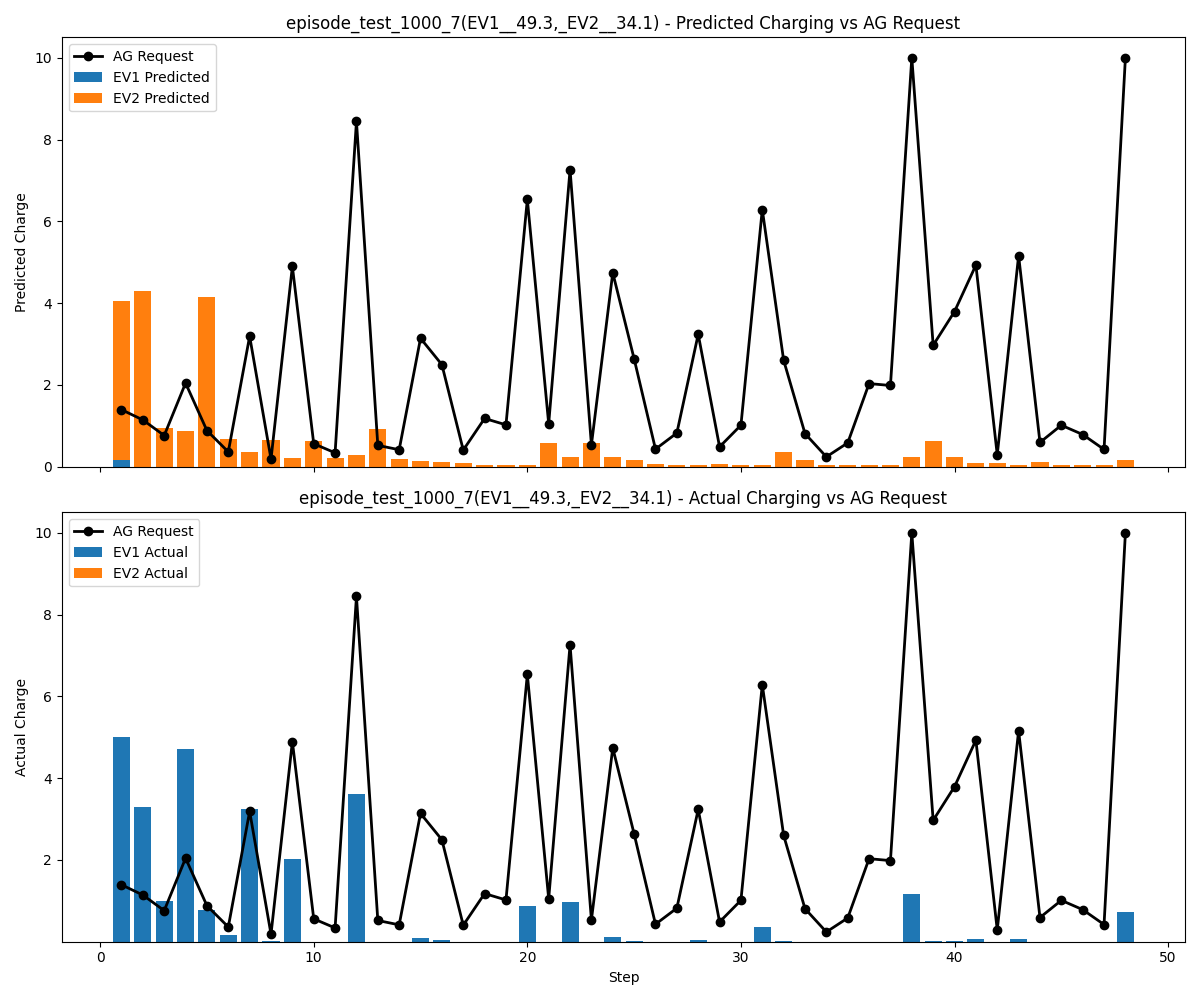 episode_test_1000_7(EV1__49.3,_EV2__34.1) - Predicted Charging vs AG Request
AG Request
EV1 Predicted
EV2 Predicted
Predicted Charge
10
8
6
4
2
0
episode_test_1000_7(EV1__49.3,_EV2__34.1) - Actual Charging vs AG Request
AG Request
EV1 Actual
EV2 Actual
Actual Charge
10
8
6
4
2
0 10 20 30 40 50
Step